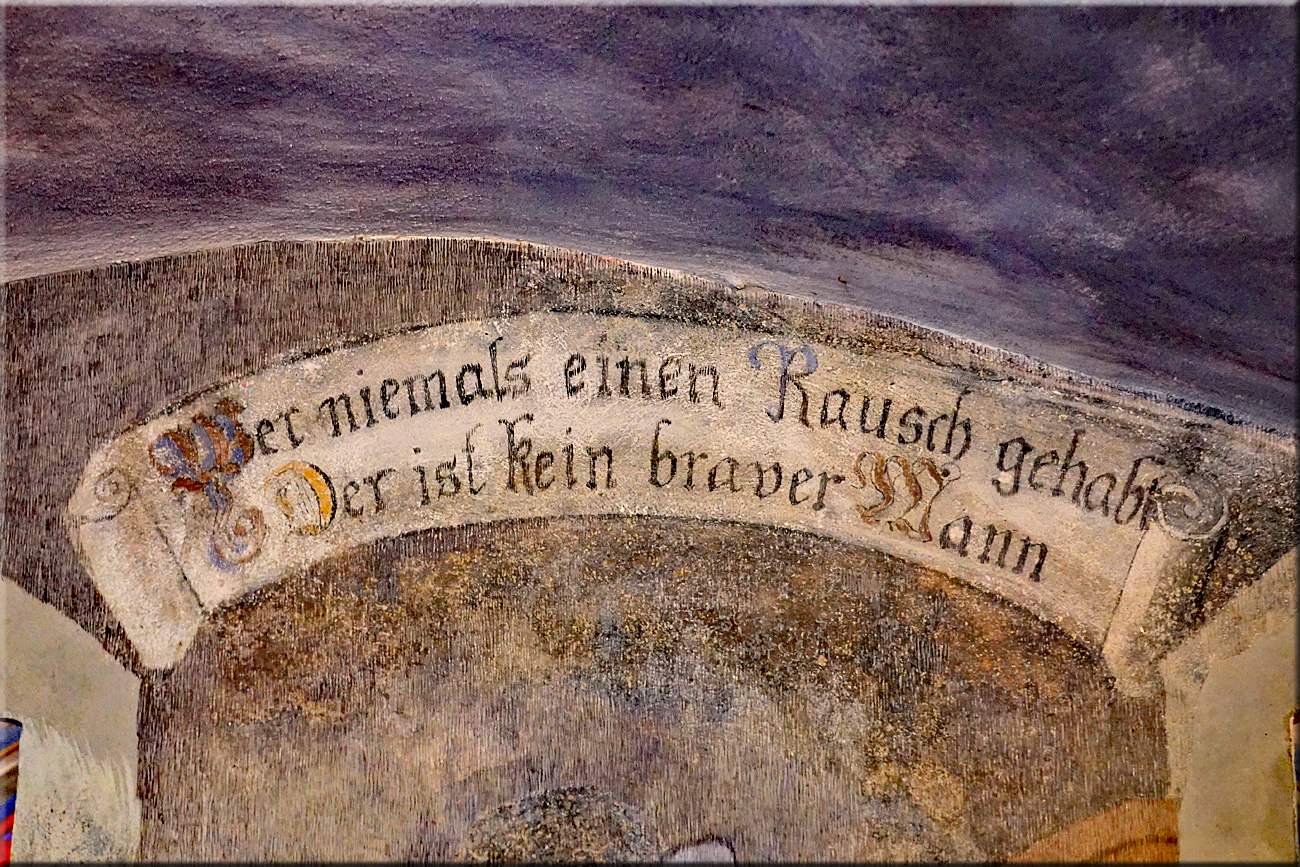 Wer niemals einen Rausch gehabt
Der ist kein braver Mann